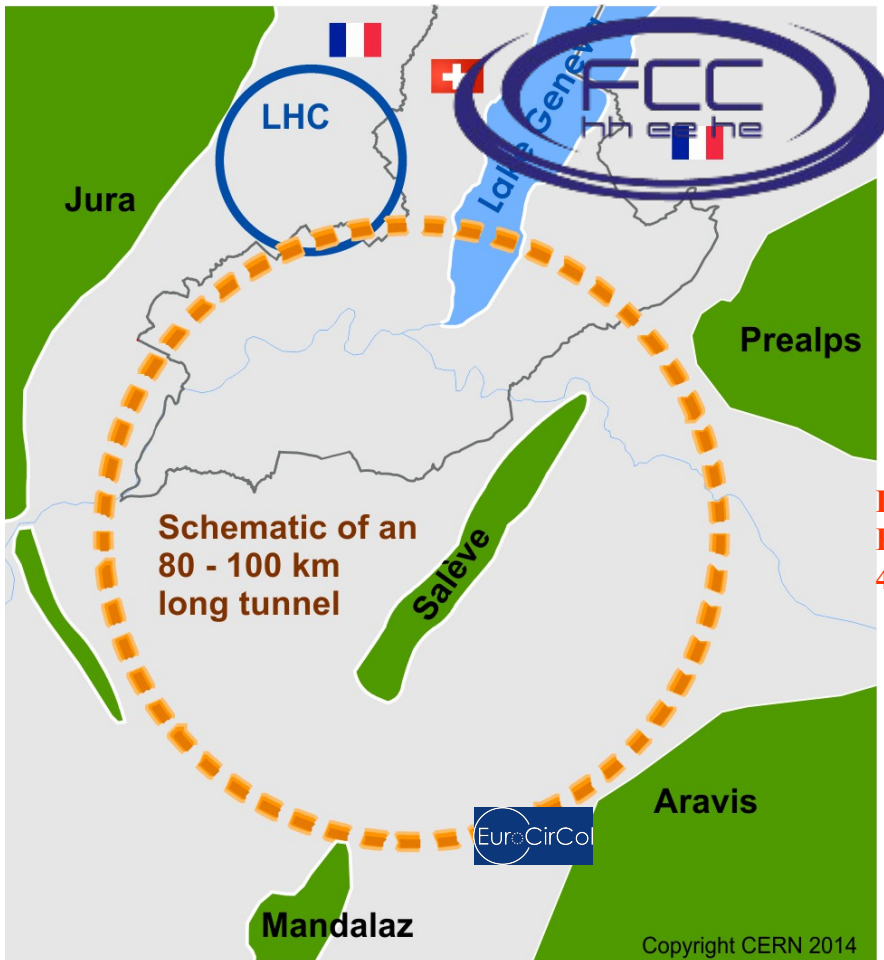 LHC
Lake Geneva
FCC
hh ee he
Jura
Prealps
Schematic of an
80 - 100 km
long tunnel
Salève
Aravis
EuroCirCol
Mandalaz
Copyright CERN 2014